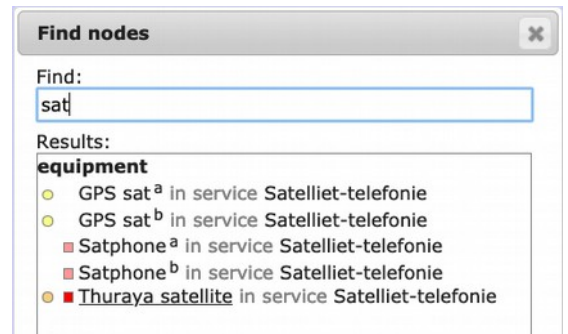 Find nodes
Find:
sat
Results:
equipment
GPS sat a in service Satelliet-telefonie
GPS sat b in service Satelliet-telefonie
Satphone a in service Satelliet-telefonie
Satphone b in service Satelliet-telefonie
Thuraya satellite in service Satelliet-telefonie